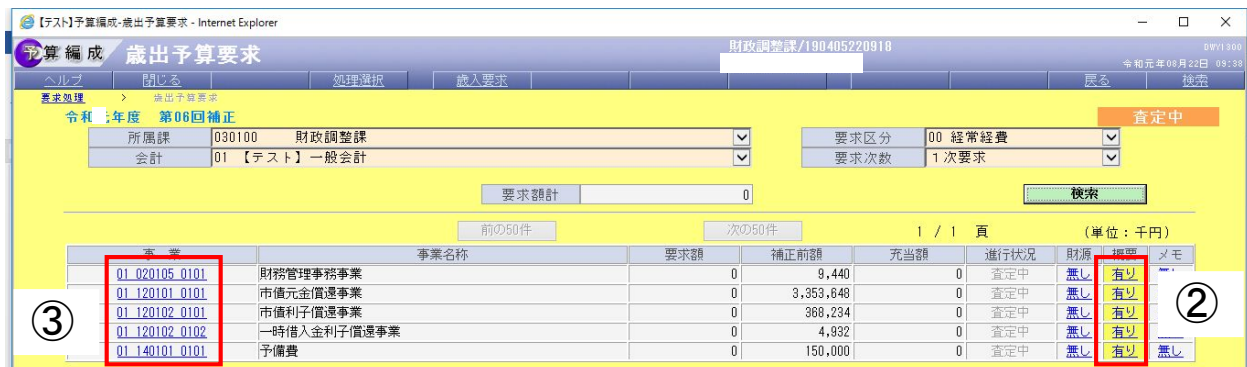 【テスト】予算編成-歳出予算要求 - Internet Explorer
予算編成 歳出予算要求 財政調整課/190405220918 DWY1300
令和元年08月22日 09:38
ヘルプ 閉じる 処理選択 歳入要求 戻る 検索
要求処理 > 歳出予算要求
令和 元年度 第06回補正 査定中
所属課 030100 財政調整課 要求区分 00 経常経費
会計 01 【テスト】一般会計 要求次数 1次要求
要求額計 0 検索
前の50件 次の50件 1 / 1 頁 (単位:千円)
事 業 事業名称 要求額 補正前額 充当額 進行状況 財源 概要 メモ
01 020105 0101 財務管理事務事業 0 9,440 0 査定中 無し 有り
01 120101 0101 市債元金償還事業 0 3,353,648 0 査定中 無し 有り
01 120102 0101 市債利子償還事業 0 368,234 0 査定中 無し 有り
01 120102 0102 一時借入金利子償還事業 0 4,932 0 査定中 無し 有り
01 140101 0101 予備費 0 150,000 0 査定中 無し 有り 無し
③ ②